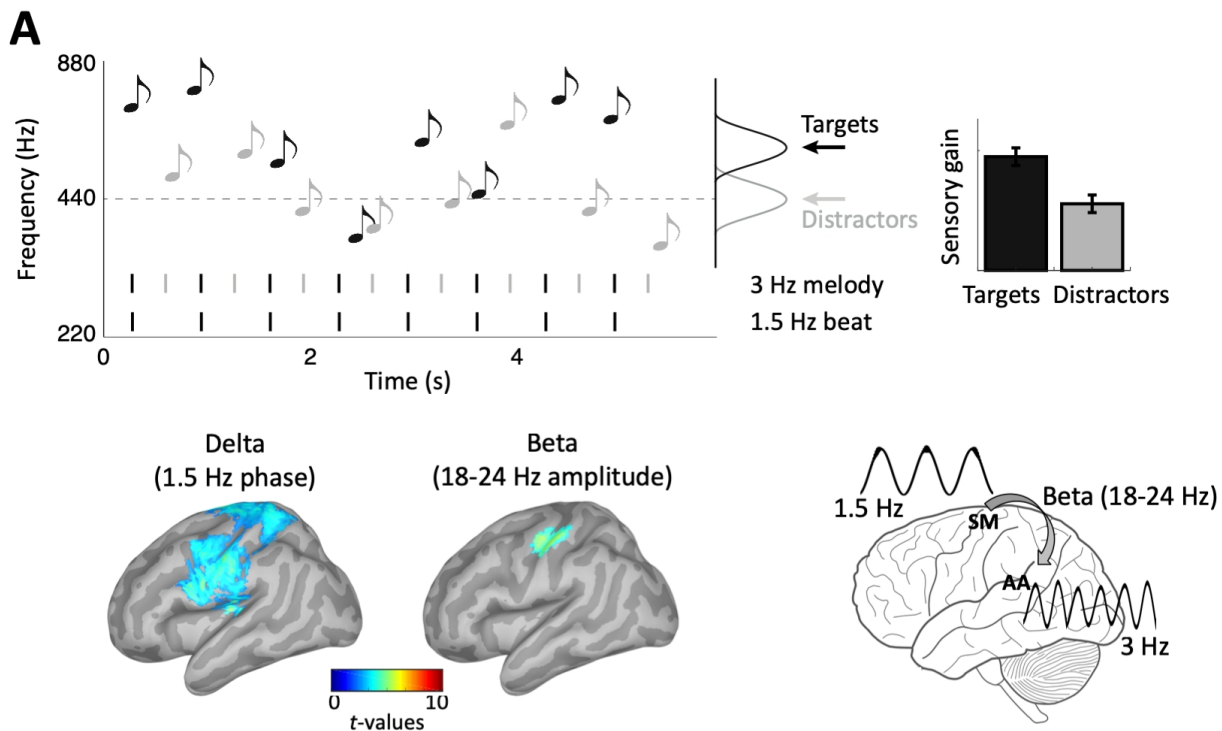 A
880
440
220
Frequency (Hz)
0
2
4
Time (s)
Targets
Distractors
3 Hz melody
1.5 Hz beat
Sensory gain
Targets Distractors
Delta
(1.5 Hz phase)
Beta
(18-24 Hz amplitude)
0
10
t-values
1.5 Hz
Beta (18-24 Hz)
SM
AA
3 Hz